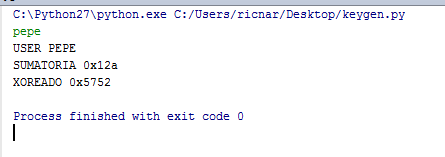 C:\Python27\python.exe C:/Users/ricnar/Desktop/keygen.py
pepe
USER PEPE
SUMATORIA 0x12a
XOREADO 0x5752
Process finished with exit code 0